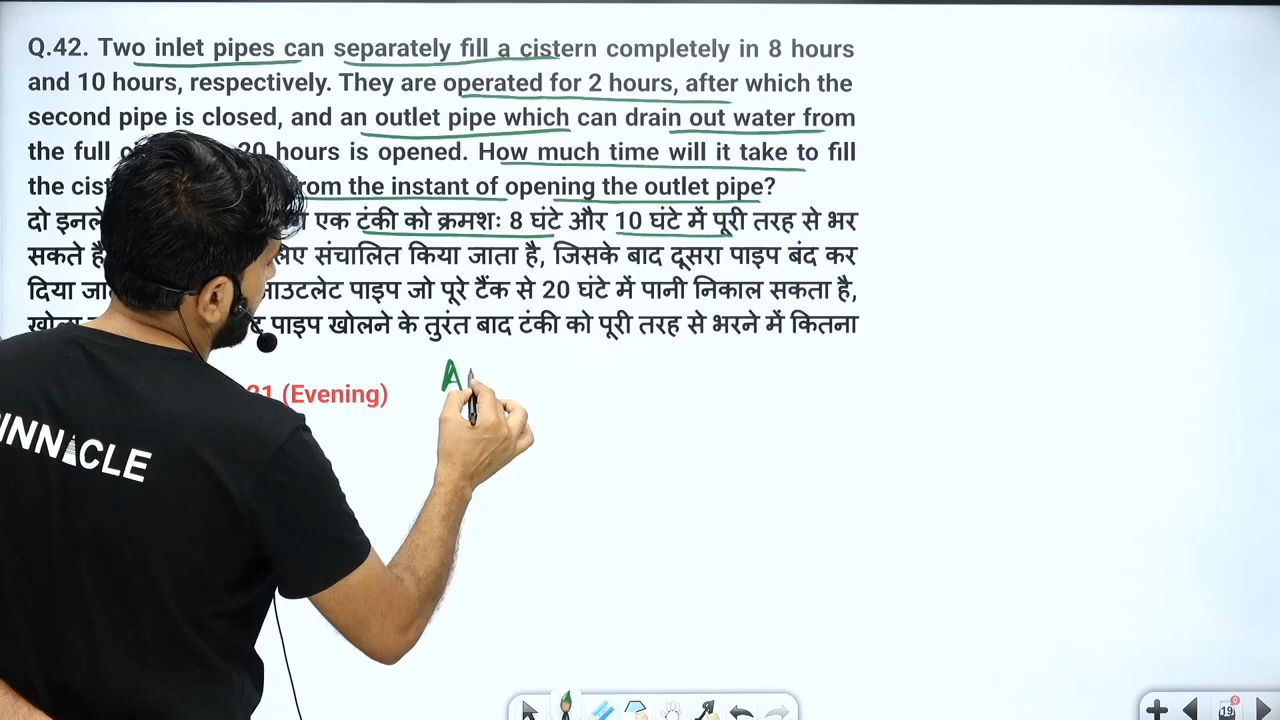 Q.42. Two inlet pipes can separately fill a cistern completely in 8 hours
and 10 hours, respectively. They are operated for 2 hours, after which the
second pipe is closed, and an outlet pipe which can drain out water from
the full 20 hours is opened. How much time will it take to fill
the from the instant of opening the outlet pipe?
दो एक टंकी को क्रमशः 8 घंटे और 10 घंटे में पूरी तरह से भर
सकते संचालित किया जाता है, जिसके बाद दूसरा पाइप बंद कर
दिया आउटलेट पाइप जो पूरे टैंक से 20 घंटे में पानी निकाल सकता है,
पाइप खोलने के तुरंत बाद टंकी को पूरी तरह से भरने में कितना
(Evening)
A
PINNACLE
19